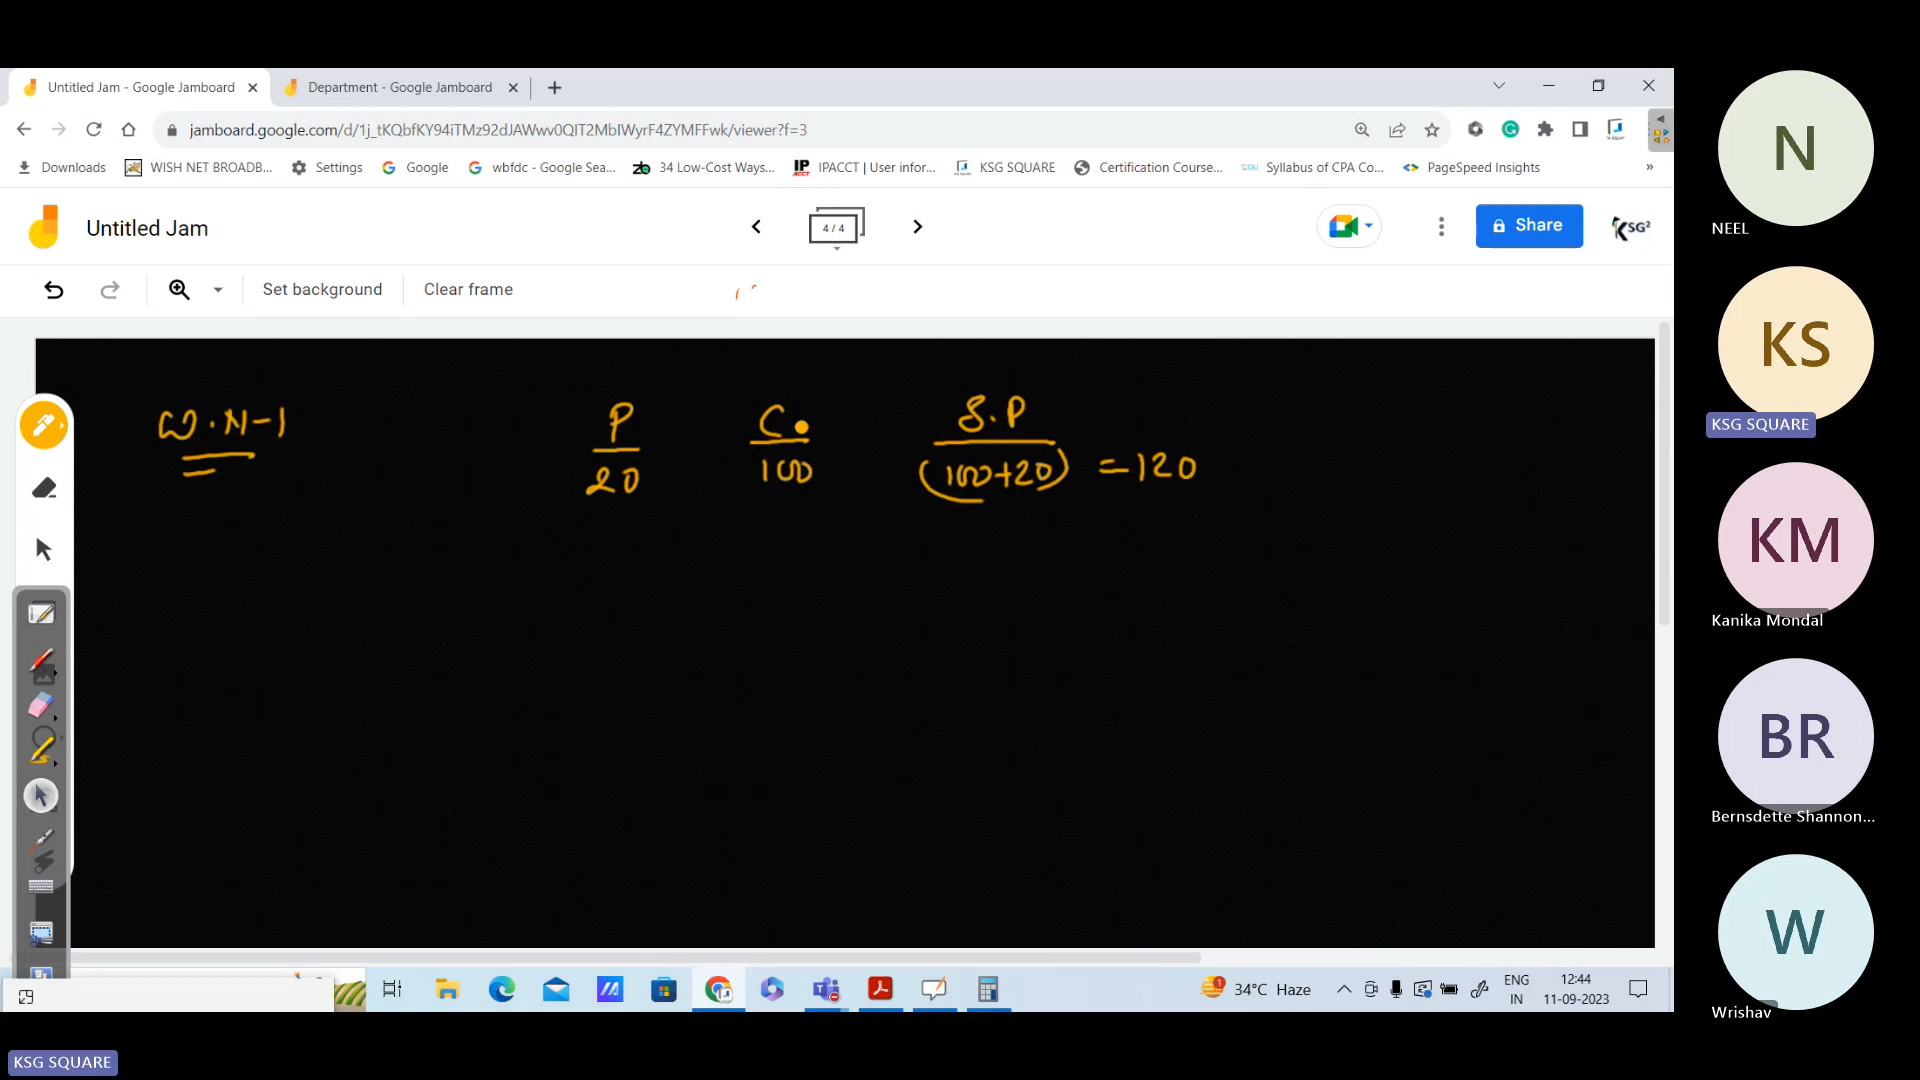 Untitled Jam - Google Jamboard
Department - Google Jamboard
jamboard.google.com/d/1j_tKQbfKY94iTMz92dJAWwv0QIT2MbIWyrF4ZYMFFwk/viewer?f=3
Downloads WISH NET BROADB... Settings Google wbfdc - Google Sea... 34 Low-Cost Ways... IPACCT | User infor... KSG SQUARE Certification Course... Syllabus of CPA Co... PageSpeed Insights »
Untitled Jam
4 / 4
Share
KSG²
Set background Clear frame
W.N-1
P C. S.P
20 100 (100+20) =120
34°C Haze
ENG
IN
12:44
11-09-2023
N
NEEL
KS
KSG SQUARE
KM
Kanika Mondal
BR
Bernsdette Shannon...
W
Wrishav
KSG SQUARE